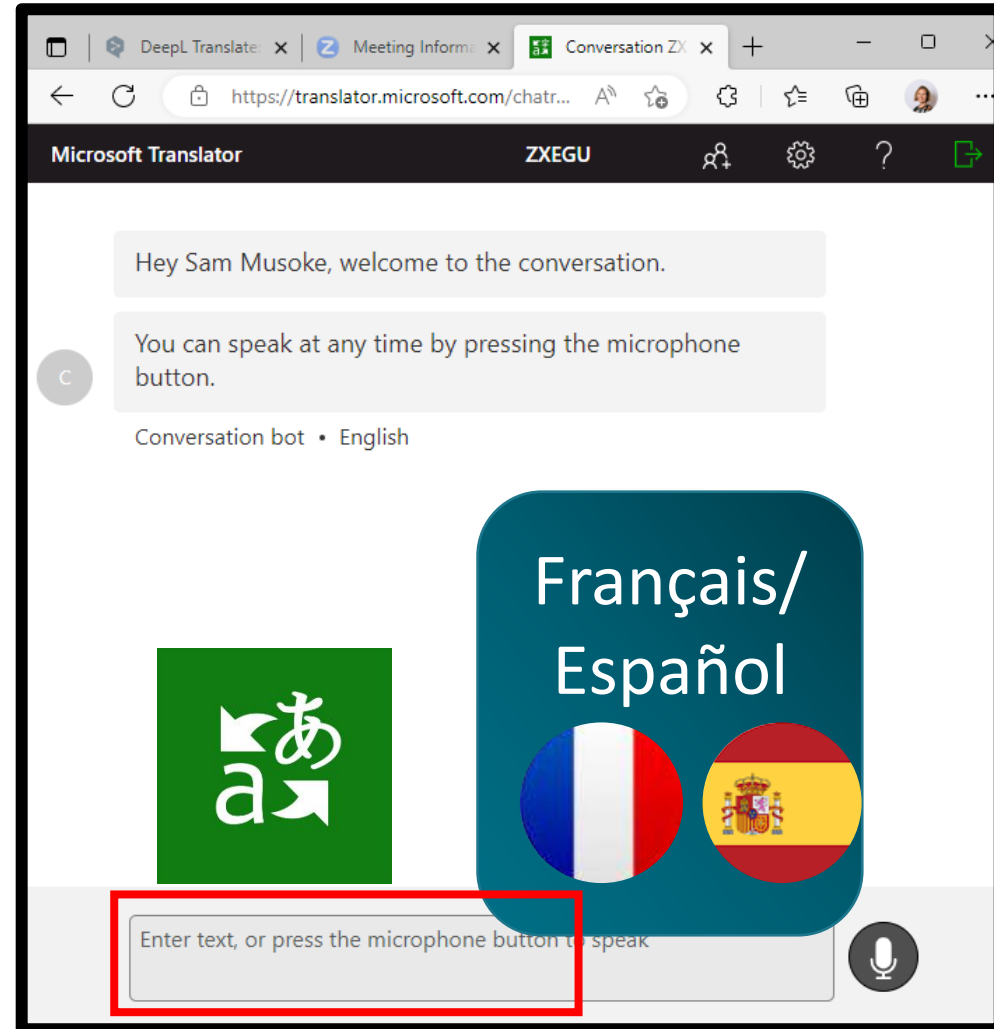 DeepL Translate
Meeting Informa
Conversation ZX
https://translator.microsoft.com/chatr...
Microsoft Translator
ZXEGU
Hey Sam Musoke, welcome to the conversation.
You can speak at any time by pressing the microphone
button.
C
Conversation bot • English
Français/
Español
あ
a
Enter text, or press the microphone button to speak